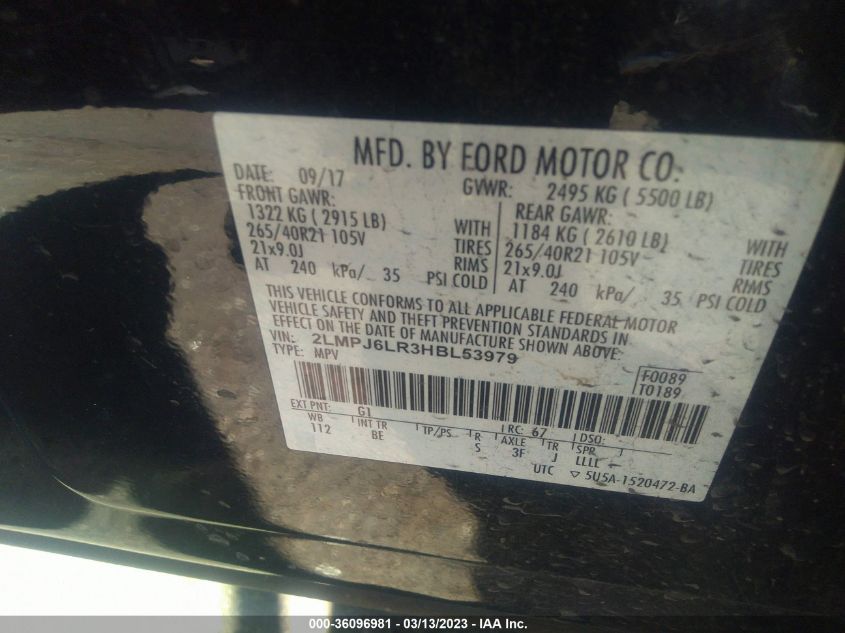 MFD. BY FORD MOTOR CO.
DATE: 09/17 GVWR: 2495 KG ( 5500 LB)
FRONT GAWR: REAR GAWR:
1322 KG ( 2915 LB) WITH 1184 KG ( 2610 LB) WITH
265/40R21 105V TIRES 265/40R21 105V TIRES
21x9.0J RIMS 21x9.0J RIMS
AT 240 kPa/ 35 PSI COLD AT 240 kPa/ 35 PSI COLD
THIS VEHICLE CONFORMS TO ALL APPLICABLE FEDERAL MOTOR
VEHICLE SAFETY AND THEFT PREVENTION STANDARDS IN
EFFECT ON THE DATE OF MANUFACTURE SHOWN ABOVE.
VIN: 2LMPJ6LR3HBL53979
TYPE: MPV
F0089
T0189
EXT PNT: G1 RC: 67 DSO:
WB INT TR TP/PS R AXLE TR SPR
112 BE S 3F J LLLL
UTC ▽ 5U5A-1520472-BA
000-36096981 - 03/13/2023 - IAA Inc.